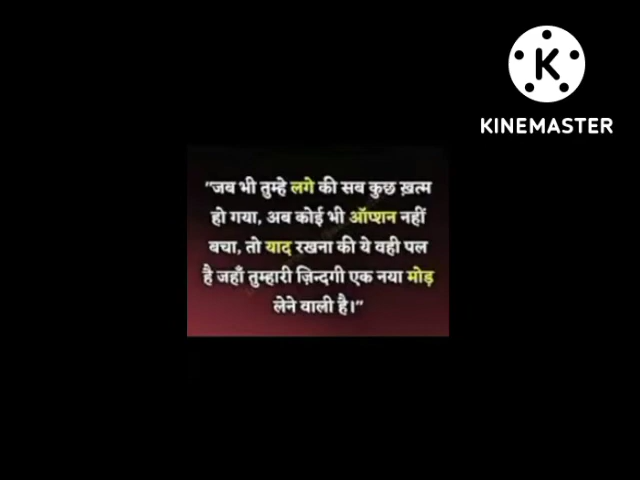 KINEMASTER
"जब भी तुम्हे लगे की सब कुछ ख़त्म
हो गया, अब कोई भी ऑप्शन नहीं
बचा, तो याद रखना की ये वही पल
है जहाँ तुम्हारी ज़िन्दगी एक नया मोड़
लेने वाली है।"